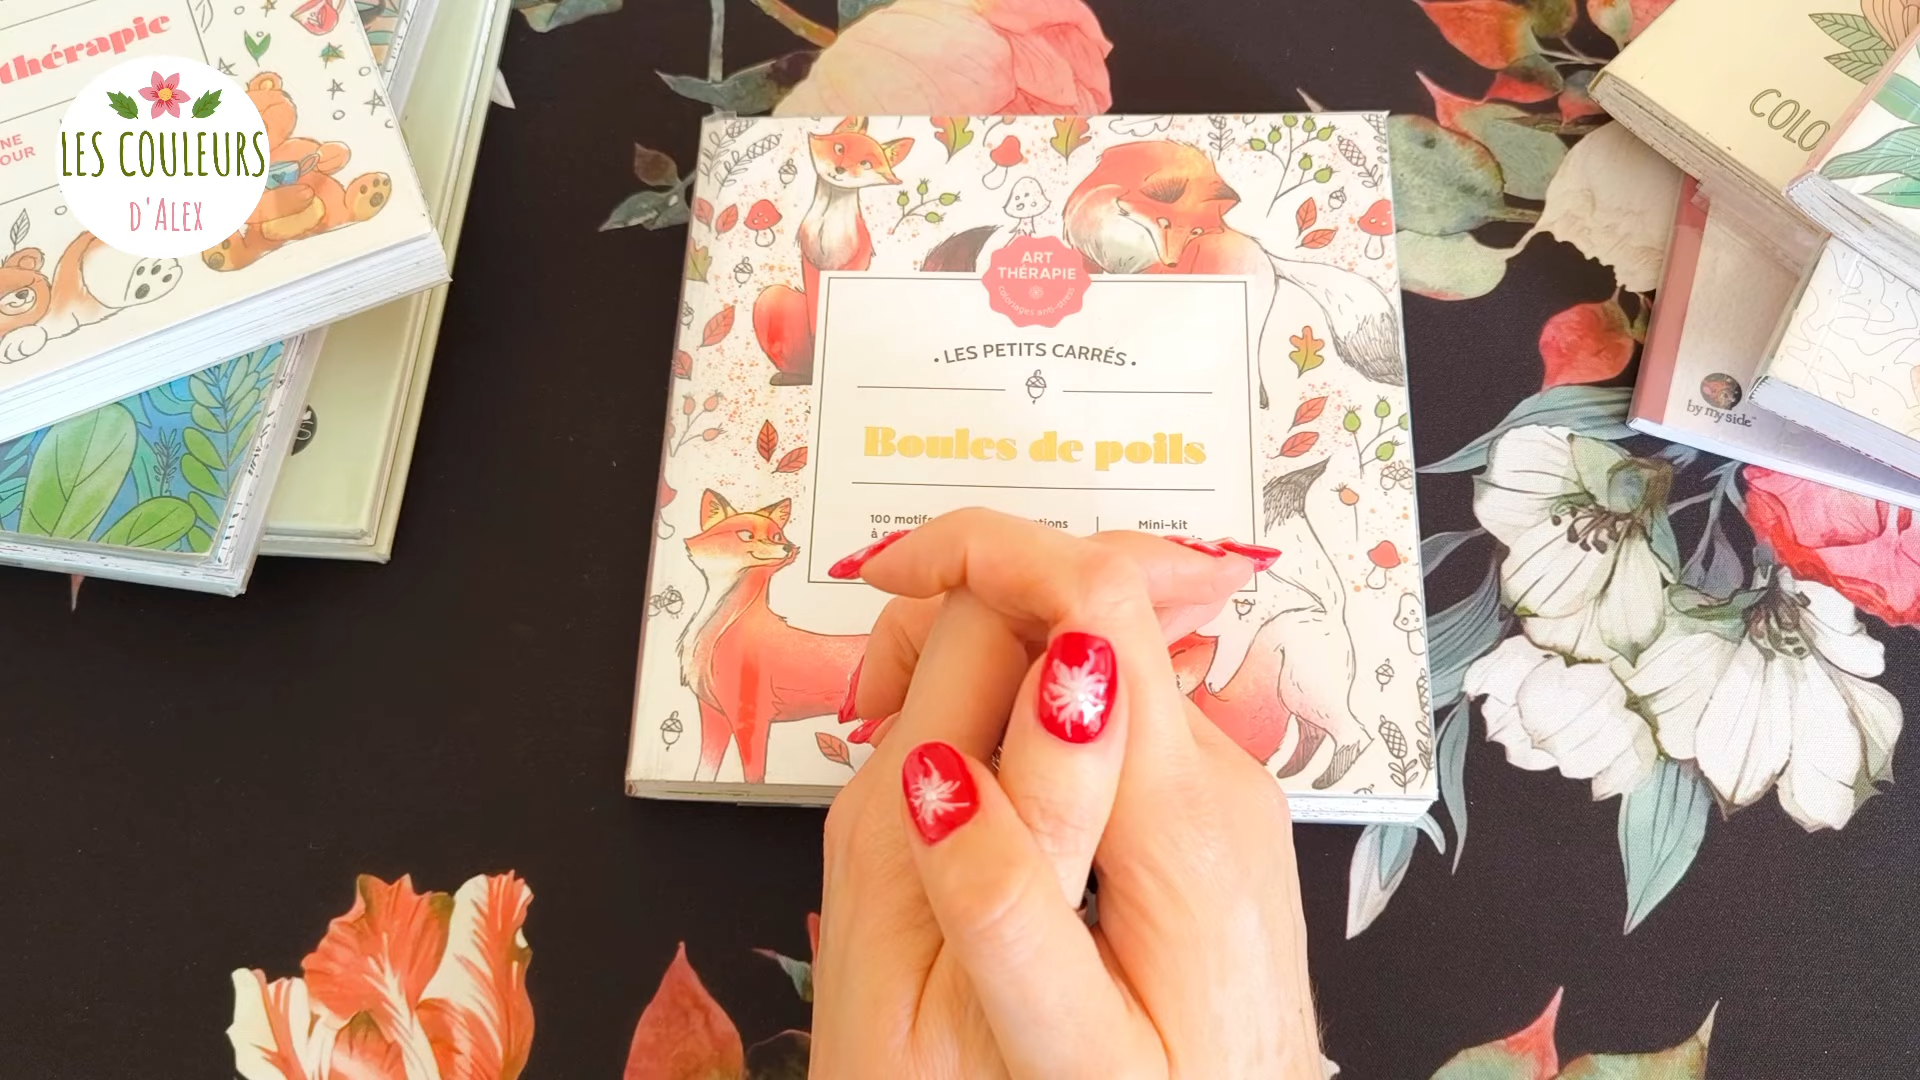 thérapie
NE
OUR
LES COULEURS
d'Alex
ART
THÉRAPIE
coloriages anti-stress
• LES PETITS CARRÉS •
Boules de poils
100 motifs
Mini-kit
à
COLO
by my side